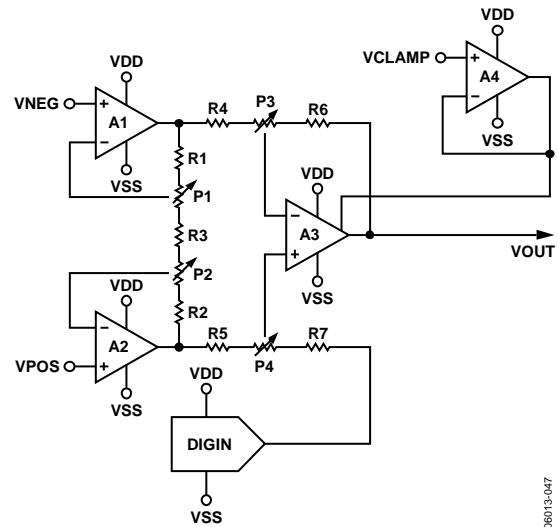 VDD
VCLAMP
+
A4
−
VSS
VDD
VNEG
+
A1
−
VSS
R4
P3
R6
R1
P1
R3
P2
R2
VDD
−
A3
+
VSS
VOUT
VDD
−
A2
+
VPOS
VSS
R5
P4
R7
VDD
DIGIN
VSS
06013-047